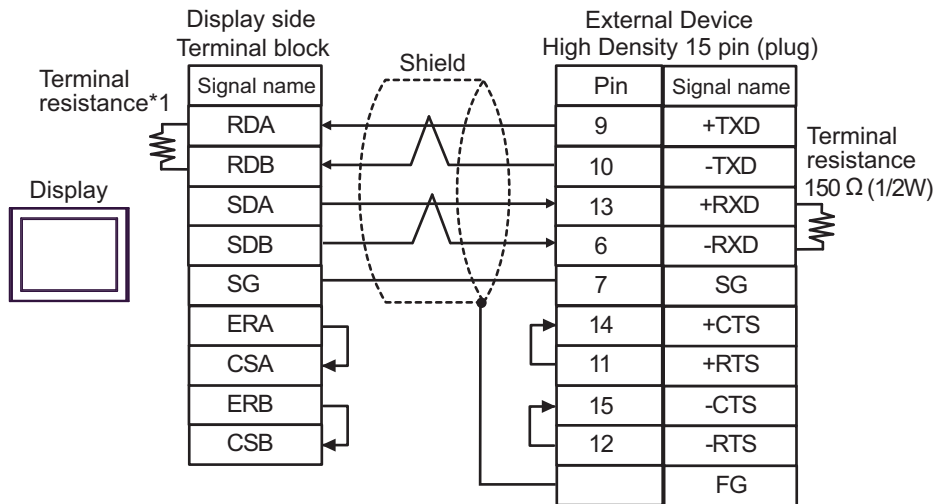 Display side
Terminal block
External Device
High Density 15 pin (plug)
Shield
Terminal
resistance*1
Signal name
Pin
Signal name
RDA
9
+TXD
RDB
10
-TXD
Terminal
resistance
150 Ω (1/2W)
Display
SDA
13
+RXD
SDB
6
-RXD
SG
7
SG
ERA
14
+CTS
CSA
11
+RTS
ERB
15
-CTS
CSB
12
-RTS
FG